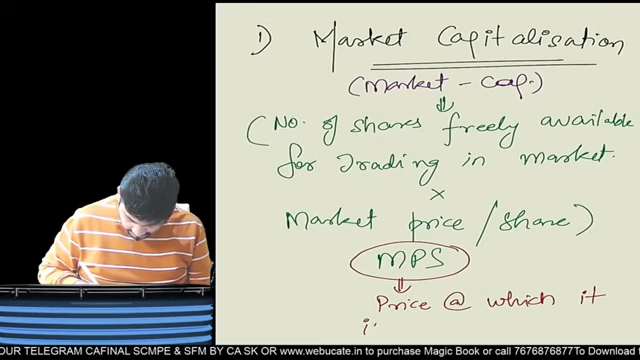 1) Market Capitalisation
(Market - Cap.)
(No. of shares freely available
for Trading in market.
×
Market price / share)
MPS
Price @ which it
i
OUR TELEGRAM CAFINAL SCMPE & SFM BY CA SK OR www.webucate.in to purchase Magic Book or call 7676876877To Download